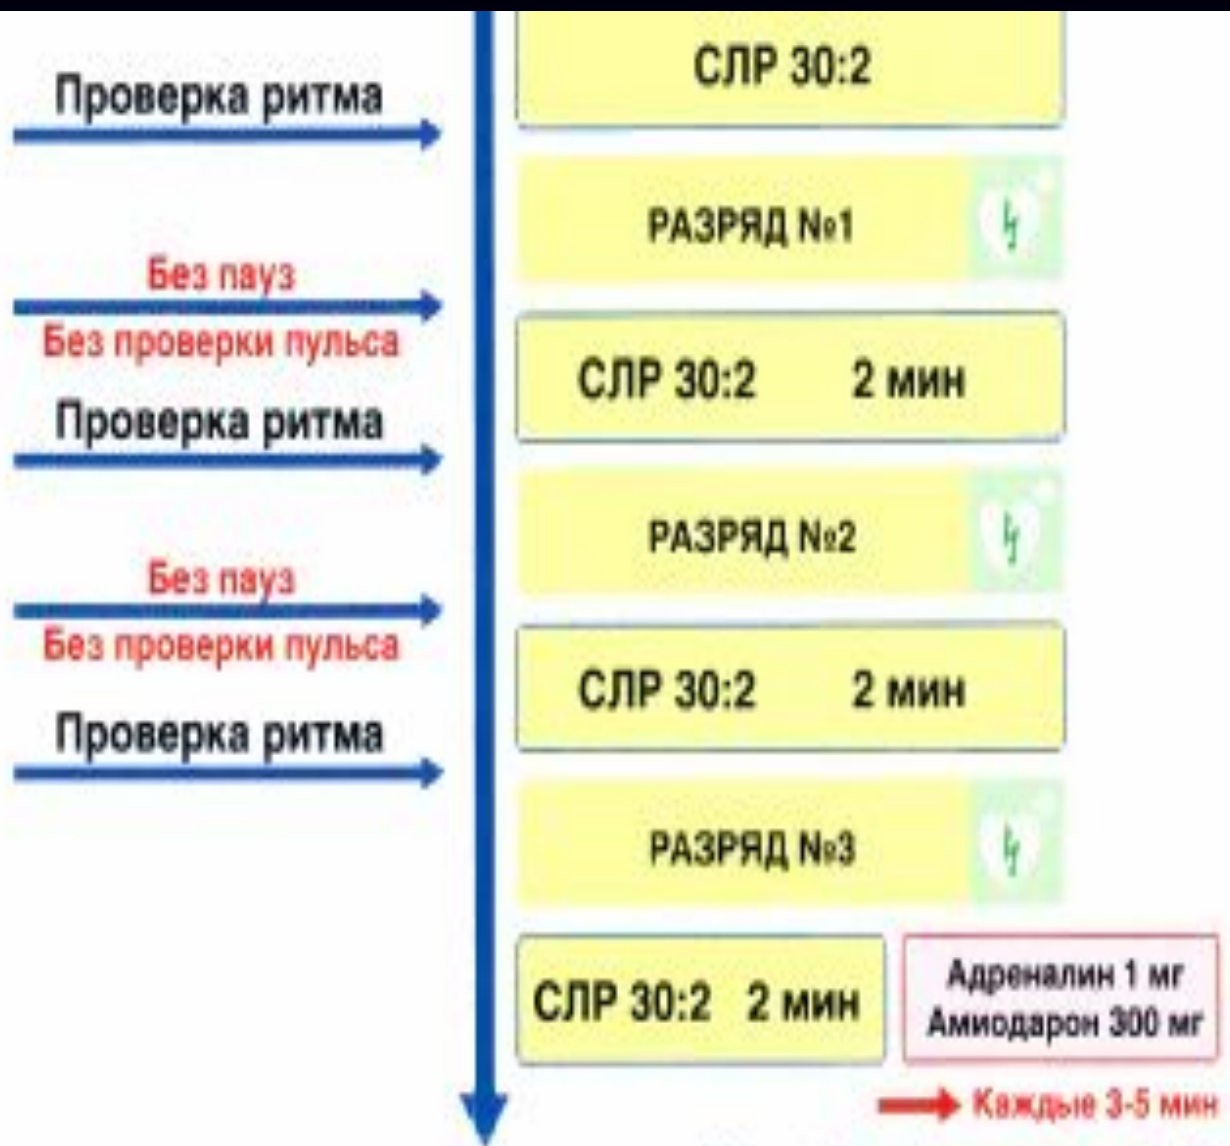 СЛР 30:2
Проверка ритма
РАЗРЯД №1
Без пауз
Без проверки пульса
СЛР 30:2 2 мин
Проверка ритма
РАЗРЯД №2
Без пауз
Без проверки пульса
СЛР 30:2 2 мин
Проверка ритма
РАЗРЯД №3
СЛР 30:2 2 мин
Адреналин 1 мг
Амиодарон 300 мг
Каждые 3-5 мин